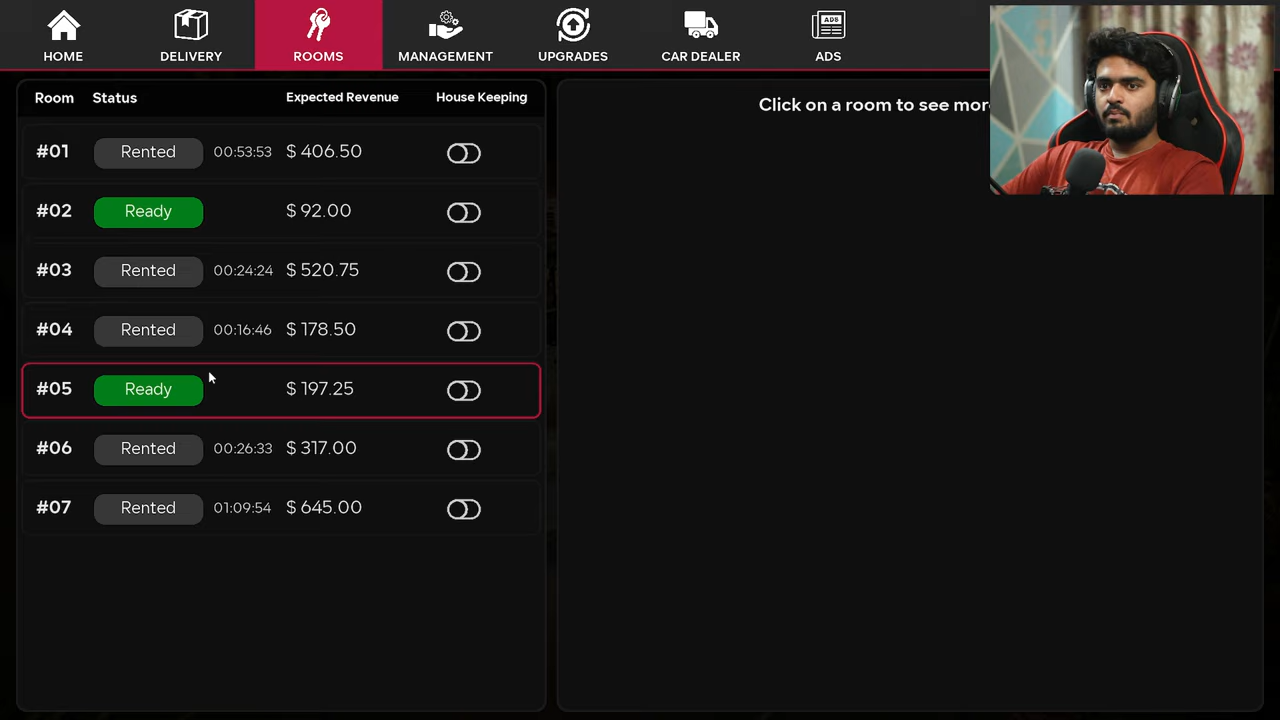 HOME DELIVERY ROOMS MANAGEMENT UPGRADES CAR DEALER ADS
ADS
Room Status Expected Revenue House Keeping
#01 Rented 00:53:53 $ 406.50
#02 Ready $ 92.00
#03 Rented 00:24:24 $ 520.75
#04 Rented 00:16:46 $ 178.50
#05 Ready $ 197.25
#06 Rented 00:26:33 $ 317.00
#07 Rented 01:09:54 $ 645.00
Click on a room to see mor